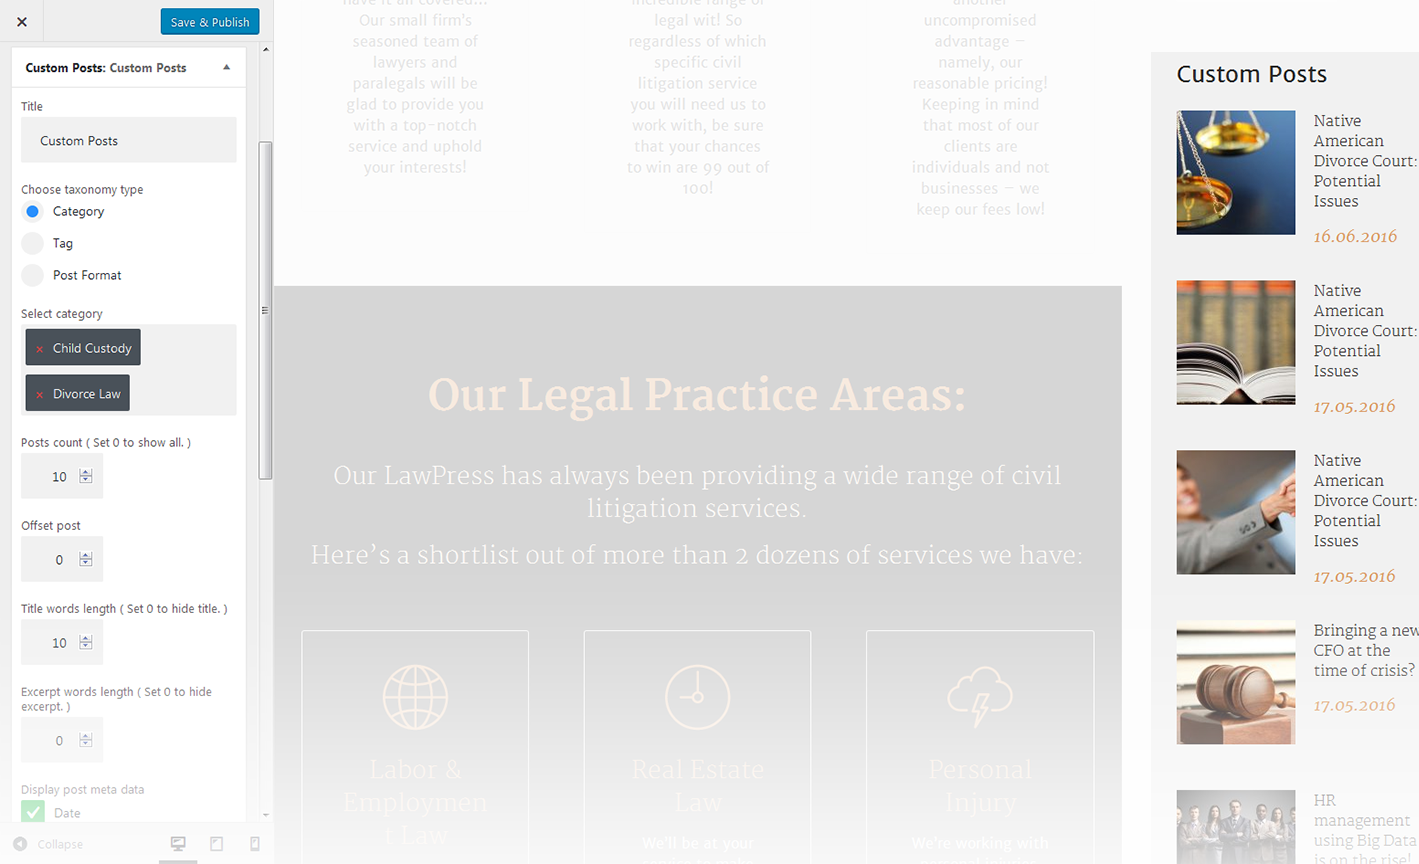 Save & Publish
Custom Posts: Custom Posts
Title
Custom Posts
Choose taxonomy type
Category
Tag
Post Format
Select category
× Child Custody
× Divorce Law
Posts count ( Set 0 to show all. )
10
Offset post
0
Title words length ( Set 0 to hide title. )
10
Excerpt words length ( Set 0 to hide
excerpt. )
0
Display post meta data
Date
Collapse
have it all covered...
Our small firm's
seasoned team of
lawyers and
paralegals will be
glad to provide you
with a top-notch
service and uphold
your interests!
incredible range of
legal wit! So
regardless of which
specific civil
litigation service
you will need us to
work with, be sure
that your chances
to win are 99 out of
100!
another
uncompromised
advantage –
namely, our
reasonable pricing!
Keeping in mind
that most of our
clients are
individuals and not
businesses – we
keep our fees low!
Our Legal Practice Areas:
Our LawPress has always been providing a wide range of civil
litigation services.
Here's a shortlist out of more than 2 dozens of services we have:
Labor &
Employmen
t Law
Real Estate
Law
We'll be at your
Personal
Injury
We're working with
Custom Posts
Native
American
Divorce Court:
Potential
Issues
16.06.2016
Native
American
Divorce Court:
Potential
Issues
17.05.2016
Native
American
Divorce Court:
Potential
Issues
17.05.2016
Bringing a new
CFO at the
time of crisis?
17.05.2016
HR
management
using Big Data
is on the rise!